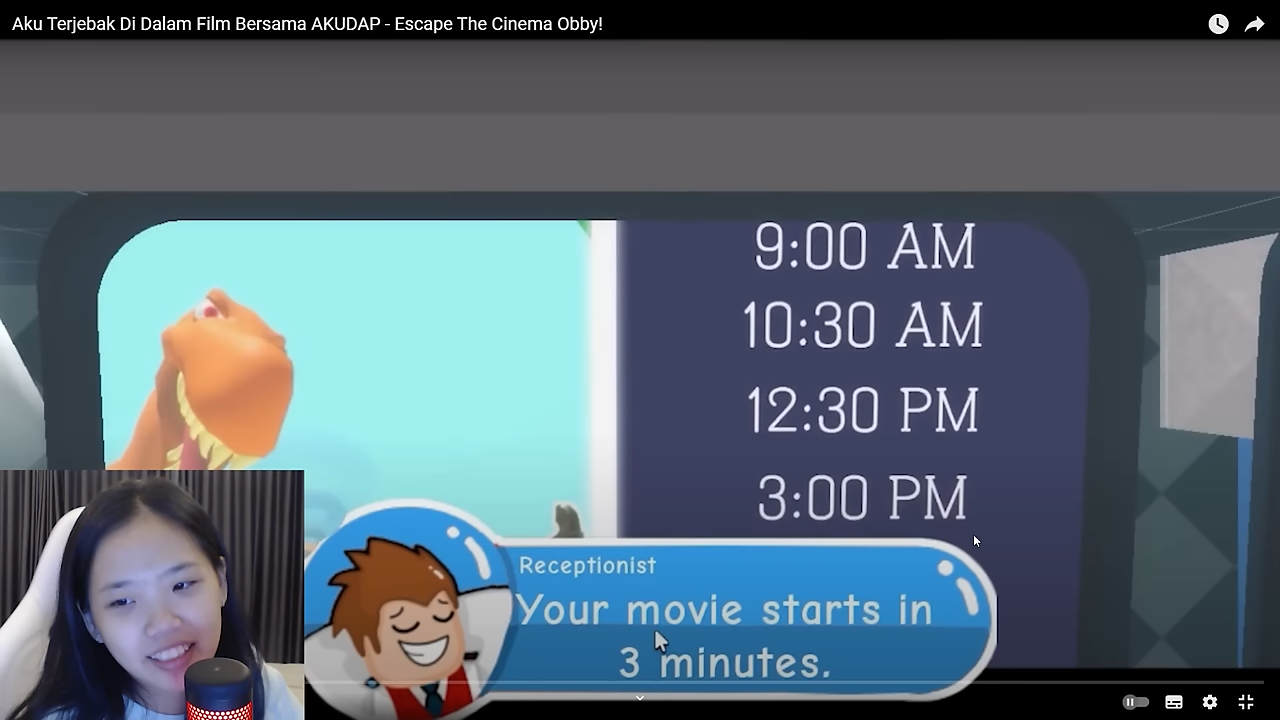 Aku Terjebak Di Dalam Film Bersama AKUDAP - Escape The Cinema Obby!
9:00 AM
10:30 AM
12:30 PM
3:00 PM
Receptionist
Your movie starts in
3 minutes.